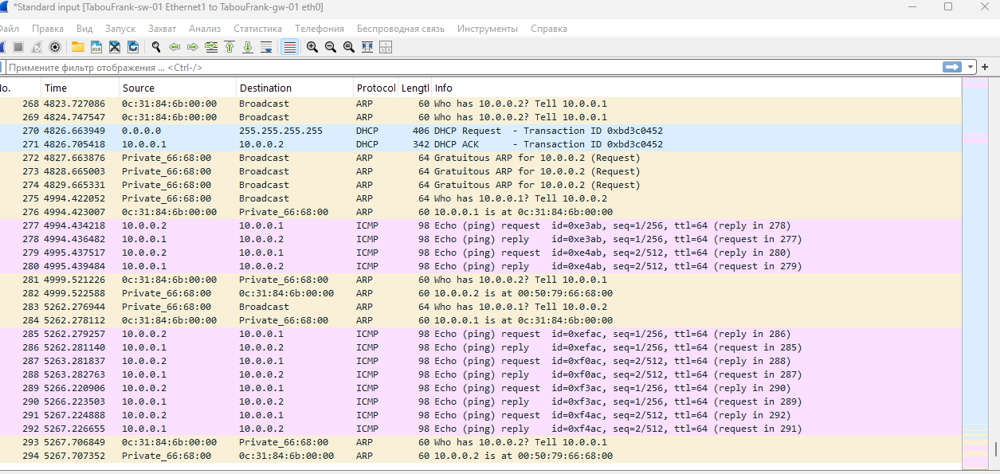 *Standard input [TabouFrank-sw-01 Ethernet1 to TabouFrank-gw-01 eth0]
Файл Правка Вид Запуск Захват Анализ Статистика Телефония Беспроводная связь Инструменты Справка
Примените фильтр отображения ... <Ctrl-/>
No. Time Source Destination Protocol Lengtl Info
268 4823.727086 0c:31:84:6b:00:00 Broadcast ARP 60 Who has 10.0.0.2? Tell 10.0.0.1
269 4824.747547 0c:31:84:6b:00:00 Broadcast ARP 60 Who has 10.0.0.2? Tell 10.0.0.1
270 4826.663949 0.0.0.0 255.255.255.255 DHCP 406 DHCP Request - Transaction ID 0xbd3c0452
271 4826.705418 10.0.0.1 10.0.0.2 DHCP 342 DHCP ACK - Transaction ID 0xbd3c0452
272 4827.663876 Private_66:68:00 Broadcast ARP 64 Gratuitous ARP for 10.0.0.2 (Request)
273 4828.665003 Private_66:68:00 Broadcast ARP 64 Gratuitous ARP for 10.0.0.2 (Request)
274 4829.665331 Private_66:68:00 Broadcast ARP 64 Gratuitous ARP for 10.0.0.2 (Request)
275 4994.422052 Private_66:68:00 Broadcast ARP 64 Who has 10.0.0.1? Tell 10.0.0.2
276 4994.423007 0c:31:84:6b:00:00 Private_66:68:00 ARP 60 10.0.0.1 is at 0c:31:84:6b:00:00
277 4994.434218 10.0.0.2 10.0.0.1 ICMP 98 Echo (ping) request id=0xe3ab, seq=1/256, ttl=64 (reply in 278)
278 4994.436482 10.0.0.1 10.0.0.2 ICMP 98 Echo (ping) reply id=0xe3ab, seq=1/256, ttl=64 (request in 277)
279 4995.437517 10.0.0.2 10.0.0.1 ICMP 98 Echo (ping) request id=0xe4ab, seq=2/512, ttl=64 (reply in 280)
280 4995.439484 10.0.0.1 10.0.0.2 ICMP 98 Echo (ping) reply id=0xe4ab, seq=2/512, ttl=64 (request in 279)
281 4999.521226 0c:31:84:6b:00:00 Private_66:68:00 ARP 60 Who has 10.0.0.2? Tell 10.0.0.1
282 4999.522588 Private_66:68:00 0c:31:84:6b:00:00 ARP 60 10.0.0.2 is at 00:50:79:66:68:00
283 5262.276944 Private_66:68:00 Broadcast ARP 64 Who has 10.0.0.1? Tell 10.0.0.2
284 5262.278112 0c:31:84:6b:00:00 Private_66:68:00 ARP 60 10.0.0.1 is at 0c:31:84:6b:00:00
285 5262.279257 10.0.0.2 10.0.0.1 ICMP 98 Echo (ping) request id=0xefac, seq=1/256, ttl=64 (reply in 286)
286 5262.281140 10.0.0.1 10.0.0.2 ICMP 98 Echo (ping) reply id=0xefac, seq=1/256, ttl=64 (request in 285)
287 5263.281837 10.0.0.2 10.0.0.1 ICMP 98 Echo (ping) request id=0xf0ac, seq=2/512, ttl=64 (reply in 288)
288 5263.282763 10.0.0.1 10.0.0.2 ICMP 98 Echo (ping) reply id=0xf0ac, seq=2/512, ttl=64 (request in 287)
289 5266.220906 10.0.0.2 10.0.0.1 ICMP 98 Echo (ping) request id=0xf3ac, seq=1/256, ttl=64 (reply in 290)
290 5266.223503 10.0.0.1 10.0.0.2 ICMP 98 Echo (ping) reply id=0xf3ac, seq=1/256, ttl=64 (request in 289)
291 5267.224888 10.0.0.2 10.0.0.1 ICMP 98 Echo (ping) request id=0xf4ac, seq=2/512, ttl=64 (reply in 292)
292 5267.226655 10.0.0.1 10.0.0.2 ICMP 98 Echo (ping) reply id=0xf4ac, seq=2/512, ttl=64 (request in 291)
293 5267.706849 0c:31:84:6b:00:00 Private_66:68:00 ARP 60 Who has 10.0.0.2? Tell 10.0.0.1
294 5267.707352 Private_66:68:00 0c:31:84:6b:00:00 ARP 60 10.0.0.2 is at 00:50:79:66:68:00